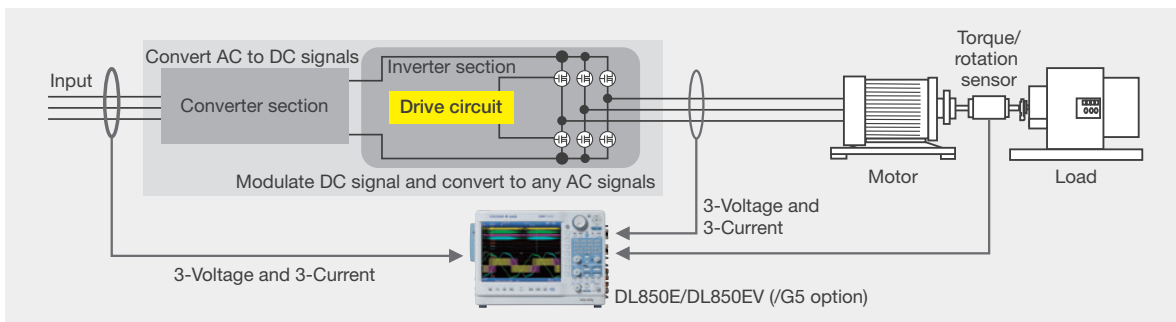 Convert AC to DC signals
Input
Converter section
Inverter section
Drive circuit
Modulate DC signal and convert to any AC signals
Torque/
rotation
sensor
Motor
Load
3-Voltage and
3-Current
3-Voltage and 3-Current
DL850E/DL850EV (/G5 option)